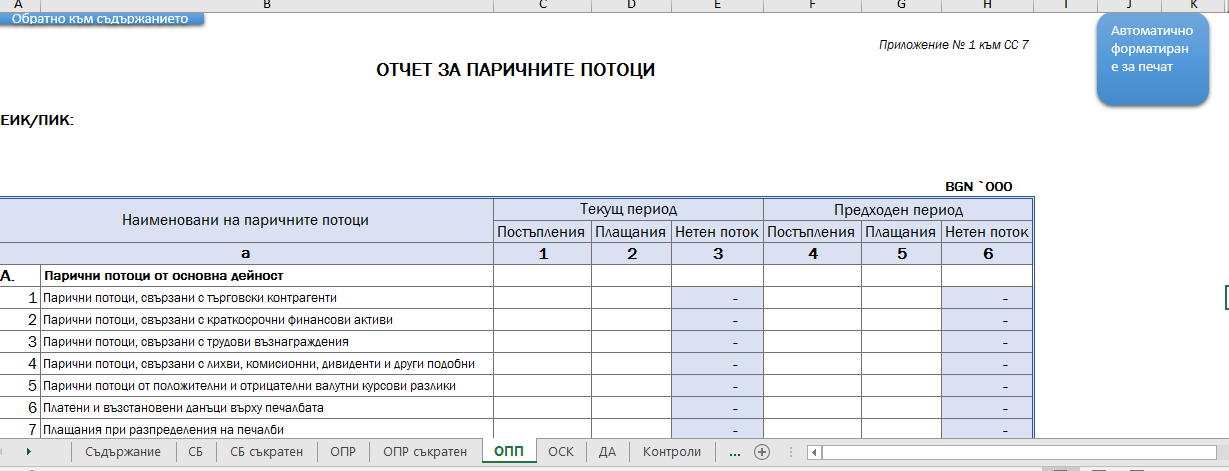 A B C D E F G H I J K
Обратно към съдържанието
Приложение № 1 към СС 7
Автоматично
форматиран
е за печат
ОТЧЕТ ЗА ПАРИЧНИТЕ ПОТОЦИ
ЕИК/ПИК:
BGN `000
Наименовани на паричните потоци Текущ период Предходен период
Постъпления Плащания Нетен поток Постъпления Плащания Нетен поток
а 1 2 3 4 5 6
А. Парични потоци от основна дейност
1 Парични потоци, свързани с търговски контрагенти - -
2 Парични потоци, свързани с краткосрочни финансови активи - -
3 Парични потоци, свързани с трудови възнаграждения - -
4 Парични потоци, свързани с лихви, комисионни, дивиденти и други подобни - -
5 Парични потоци от положителни и отрицателни валутни курсови разлики - -
6 Платени и възстановени данъци върху печалбата - -
7 Плащания при разпределения на печалби - -
Съдържание СБ СБ съкратен ОПР ОПР съкратен ОПП ОСК ДА Контроли ...